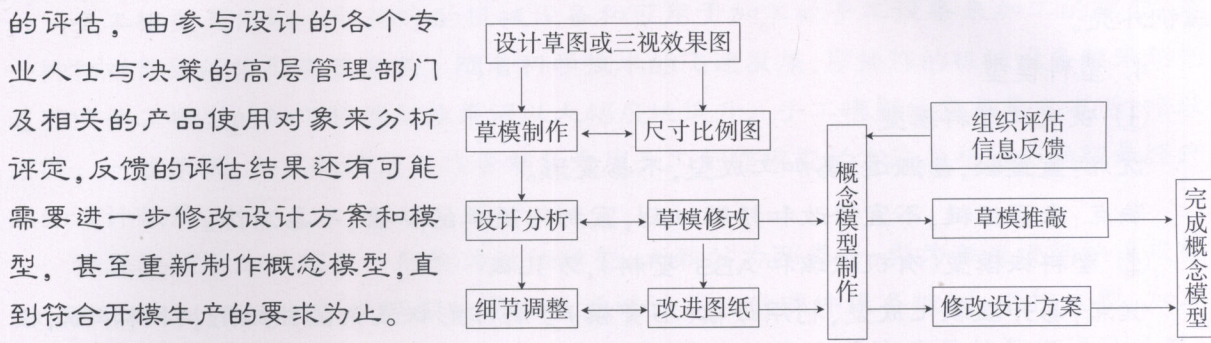 的评估，由参与设计的各个专
业人士与决策的高层管理部门
及相关的产品使用对象来分析
评定，反馈的评估结果还有可能
需要进一步修改设计方案和模
型，甚至重新制作概念模型，直
到符合开模生产的要求为止。
设计草图或三视效果图
草模制作
尺寸比例图
设计分析
草模修改
细节调整
改进图纸
概念模型制作
组织评估
信息反馈
草模推敲
修改设计方案
完成概念模型